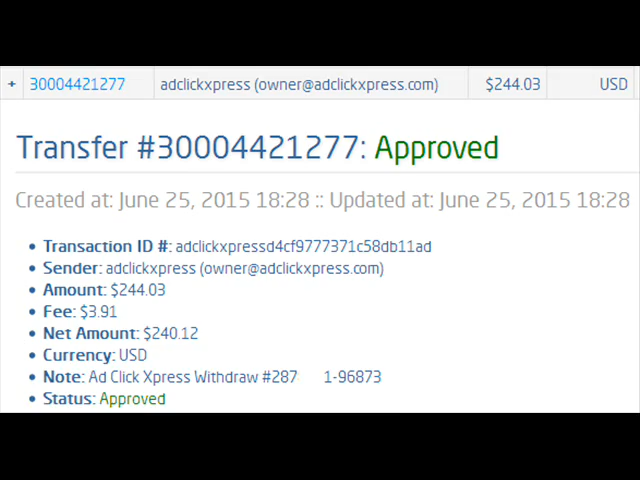 + 30004421277 adclickxpress (owner@adclickxpress.com) $244.03 USD
Transfer #30004421277: Approved
Created at: June 25, 2015 18:28 :: Updated at: June 25, 2015 18:28
• Transaction ID #: adclickxpressd4cf9777371c58db11ad
• Sender: adclickxpress (owner@adclickxpress.com)
• Amount: $244.03
• Fee: $3.91
• Net Amount: $240.12
• Currency: USD
• Note: Ad Click Xpress Withdraw #287 1-96873
• Status: Approved